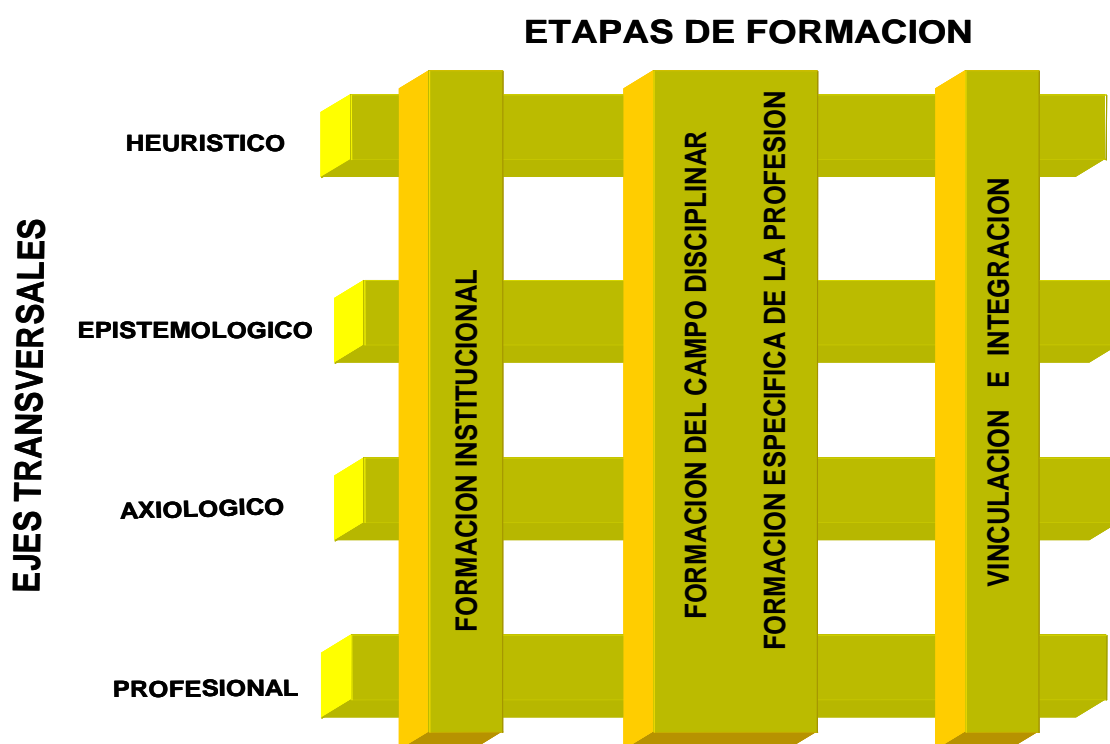 ETAPAS DE FORMACION
EJES TRANSVERSALES
HEURISTICO
EPISTEMOLOGICO
AXIOLOGICO
PROFESIONAL
FORMACION INSTITUCIONAL
FORMACION DEL CAMPO DISCIPLINAR
FORMACION ESPECIFICA DE LA PROFESION
VINCULACION E INTEGRACION